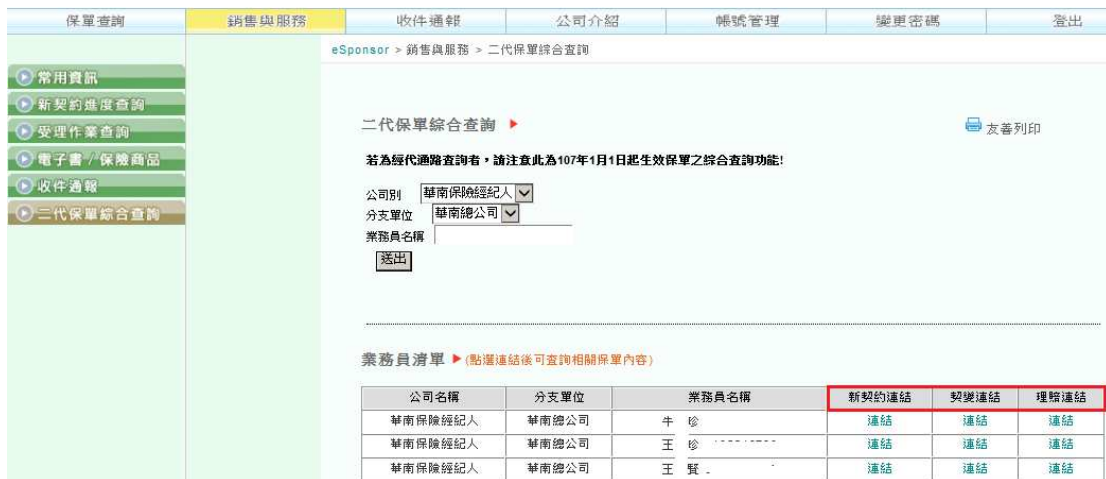 保單查詢 銷售與服務 收件通報 公司介紹 帳號管理 變更密碼 登出
eSponsor > 銷售與服務 > 二代保單綜合查詢
常用資訊
新契約進度查詢
受理作業查詢
電子書/保險商品
收件通報
二代保單綜合查詢
二代保單綜合查詢
友善列印
若為經代通路查詢者，請注意此為107年1月1日起生效保單之綜合查詢功能!
公司別 華南保險經紀人
分支單位 華南總公司
業務員名稱
送出
業務員清單 (點選連結後可查詢相關保單內容)
公司名稱 分支單位 業務員名稱 新契約連結 契變連結 理賠連結
華南保險經紀人 華南總公司 牛 珍 連結 連結 連結
華南保險經紀人 華南總公司 王 珍 連結 連結 連結
華南保險經紀人 華南總公司 王 賢 連結 連結 連結